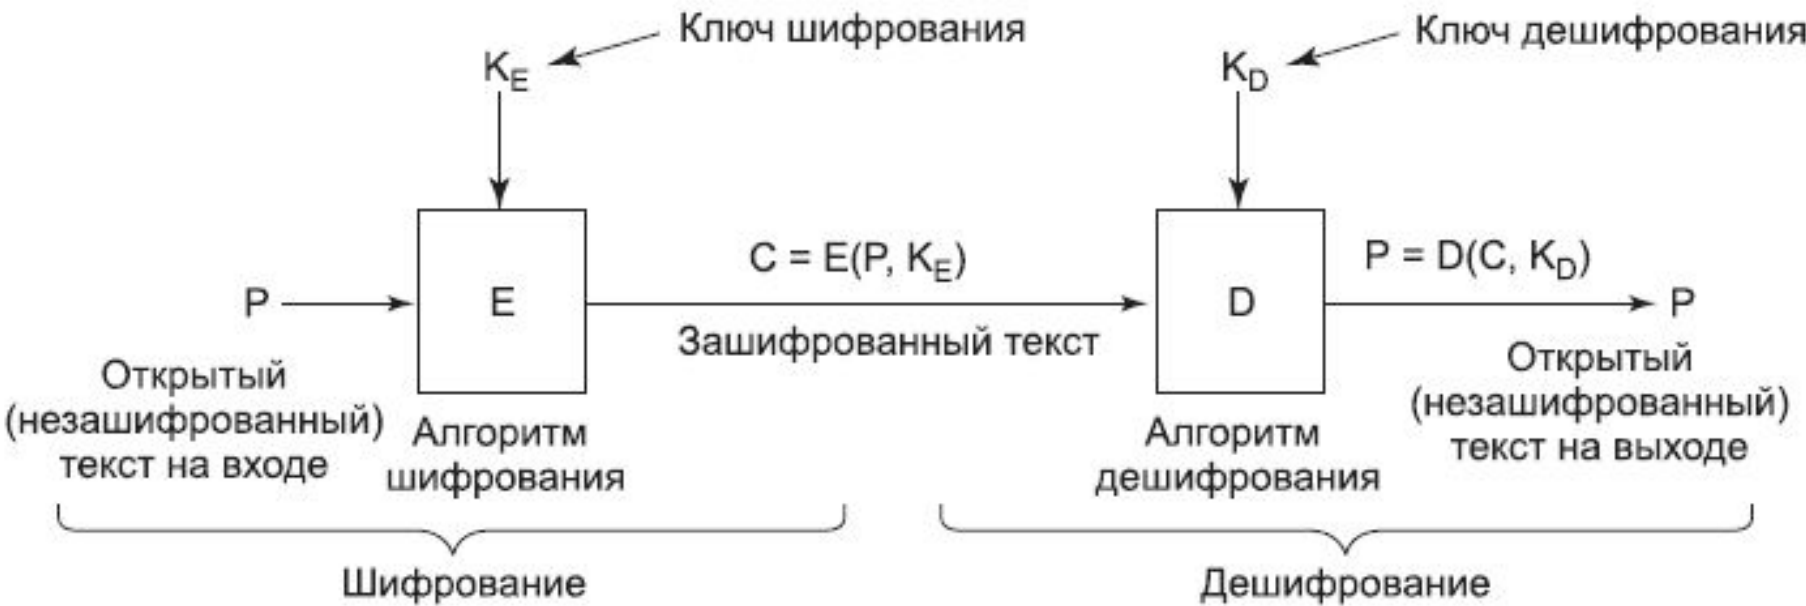 Ключ шифрования
K_E
Ключ дешифрования
K_D
P
E
C = E(P, K_E)
Зашифрованный текст
D
P = D(C, K_D)
P
Открытый
(незашифрованный)
текст на входе
Алгоритм
шифрования
Алгоритм
дешифрования
Открытый
(незашифрованный)
текст на выходе
Шифрование
Дешифрование